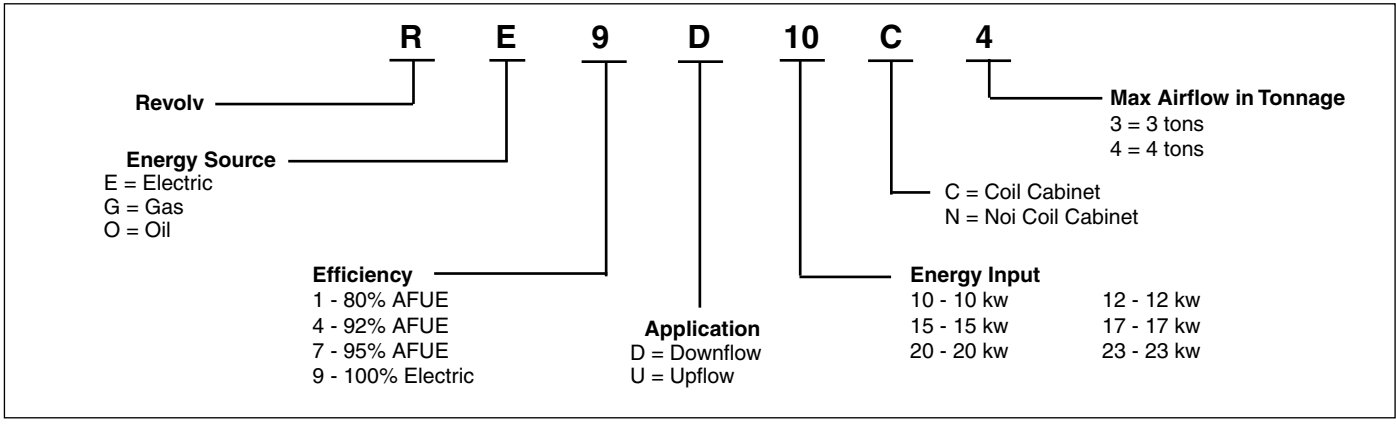 R E 9 D 10 C 4
Revolv
Max Airflow in Tonnage
3 = 3 tons
4 = 4 tons
Energy Source
E = Electric
G = Gas
O = Oil
C = Coil Cabinet
N = Noi Coil Cabinet
Efficiency
1 - 80% AFUE
4 - 92% AFUE
7 - 95% AFUE
9 - 100% Electric
Application
D = Downflow
U = Upflow
Energy Input
10 - 10 kw 12 - 12 kw
15 - 15 kw 17 - 17 kw
20 - 20 kw 23 - 23 kw